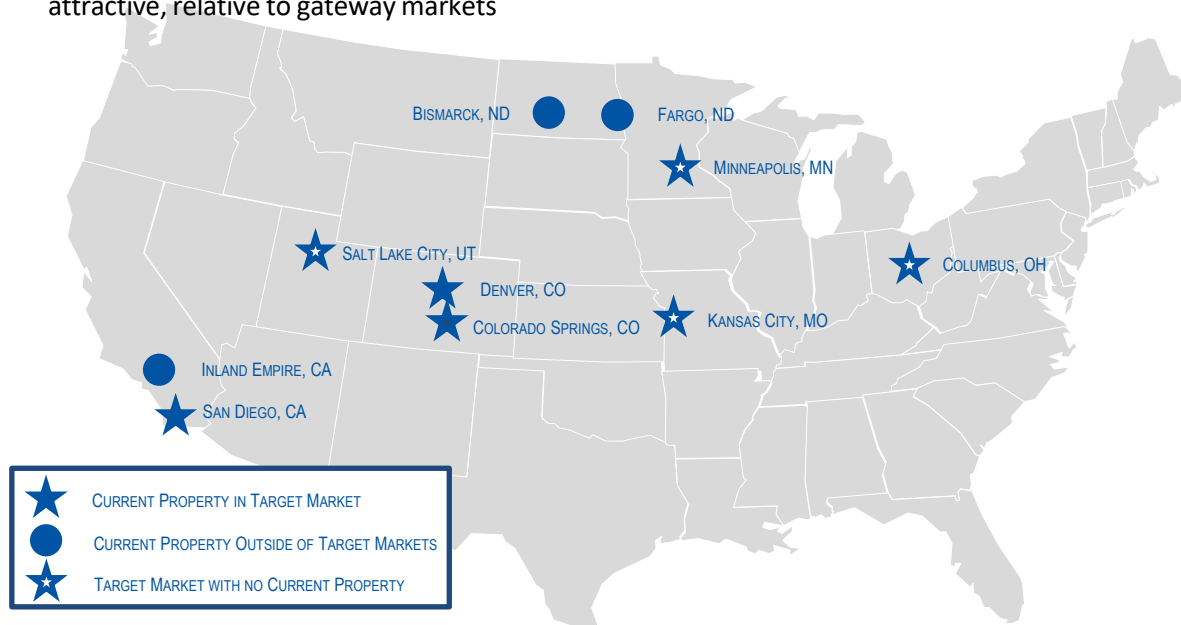 attractive, relative to gateway markets
BISMARCK, ND
FARGO, ND
MINNEAPOLIS, MN
SALT LAKE CITY, UT
COLUMBUS, OH
DENVER, CO
KANSAS CITY, MO
COLORADO SPRINGS, CO
INLAND EMPIRE, CA
SAN DIEGO, CA
CURRENT PROPERTY IN TARGET MARKET
CURRENT PROPERTY OUTSIDE OF TARGET MARKETS
TARGET MARKET WITH NO CURRENT PROPERTY